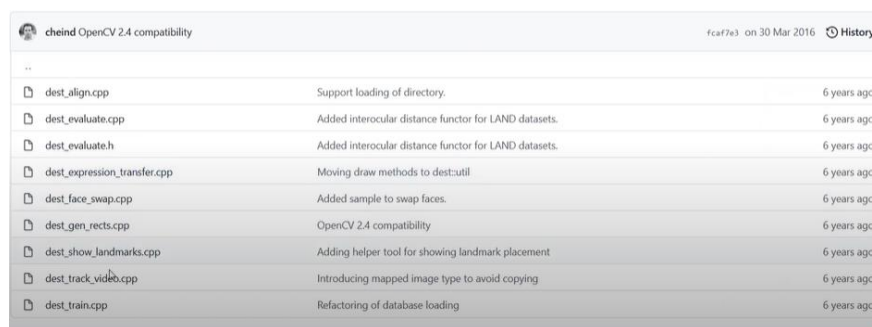 cheind OpenCV 2.4 compatibility fcaf7e3 on 30 Mar 2016 History
..
dest_align.cpp Support loading of directory. 6 years ago
dest_evaluate.cpp Added interocular distance functor for LAND datasets. 6 years ago
dest_evaluate.h Added interocular distance functor for LAND datasets. 6 years ago
dest_expression_transfer.cpp Moving draw methods to dest::util 6 years ago
dest_face_swap.cpp Added sample to swap faces. 6 years ago
dest_gen_rects.cpp OpenCV 2.4 compatibility 6 years ago
dest_show_landmarks.cpp Adding helper tool for showing landmark placement 6 years ago
dest_track_video.cpp Introducing mapped image type to avoid copying 6 years ago
dest_train.cpp Refactoring of database loading 6 years ago